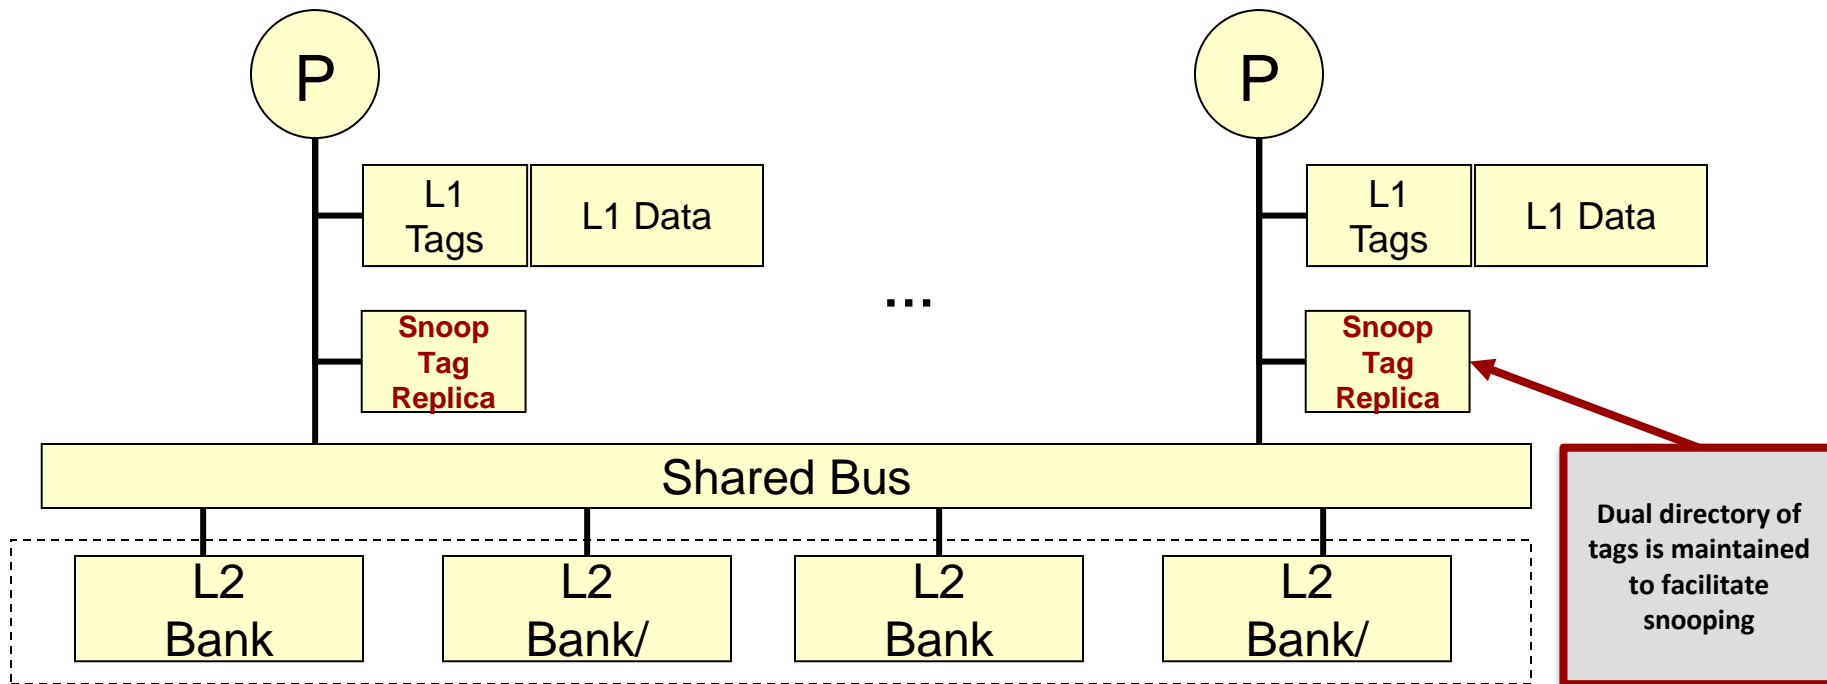 P
P
L1
Tags
L1 Data
L1
Tags
L1 Data
...
Snoop
Tag
Replica
Snoop
Tag
Replica
Shared Bus
Dual directory of
tags is maintained
to facilitate
snooping
L2
Bank
L2
Bank/
L2
Bank
L2
Bank/